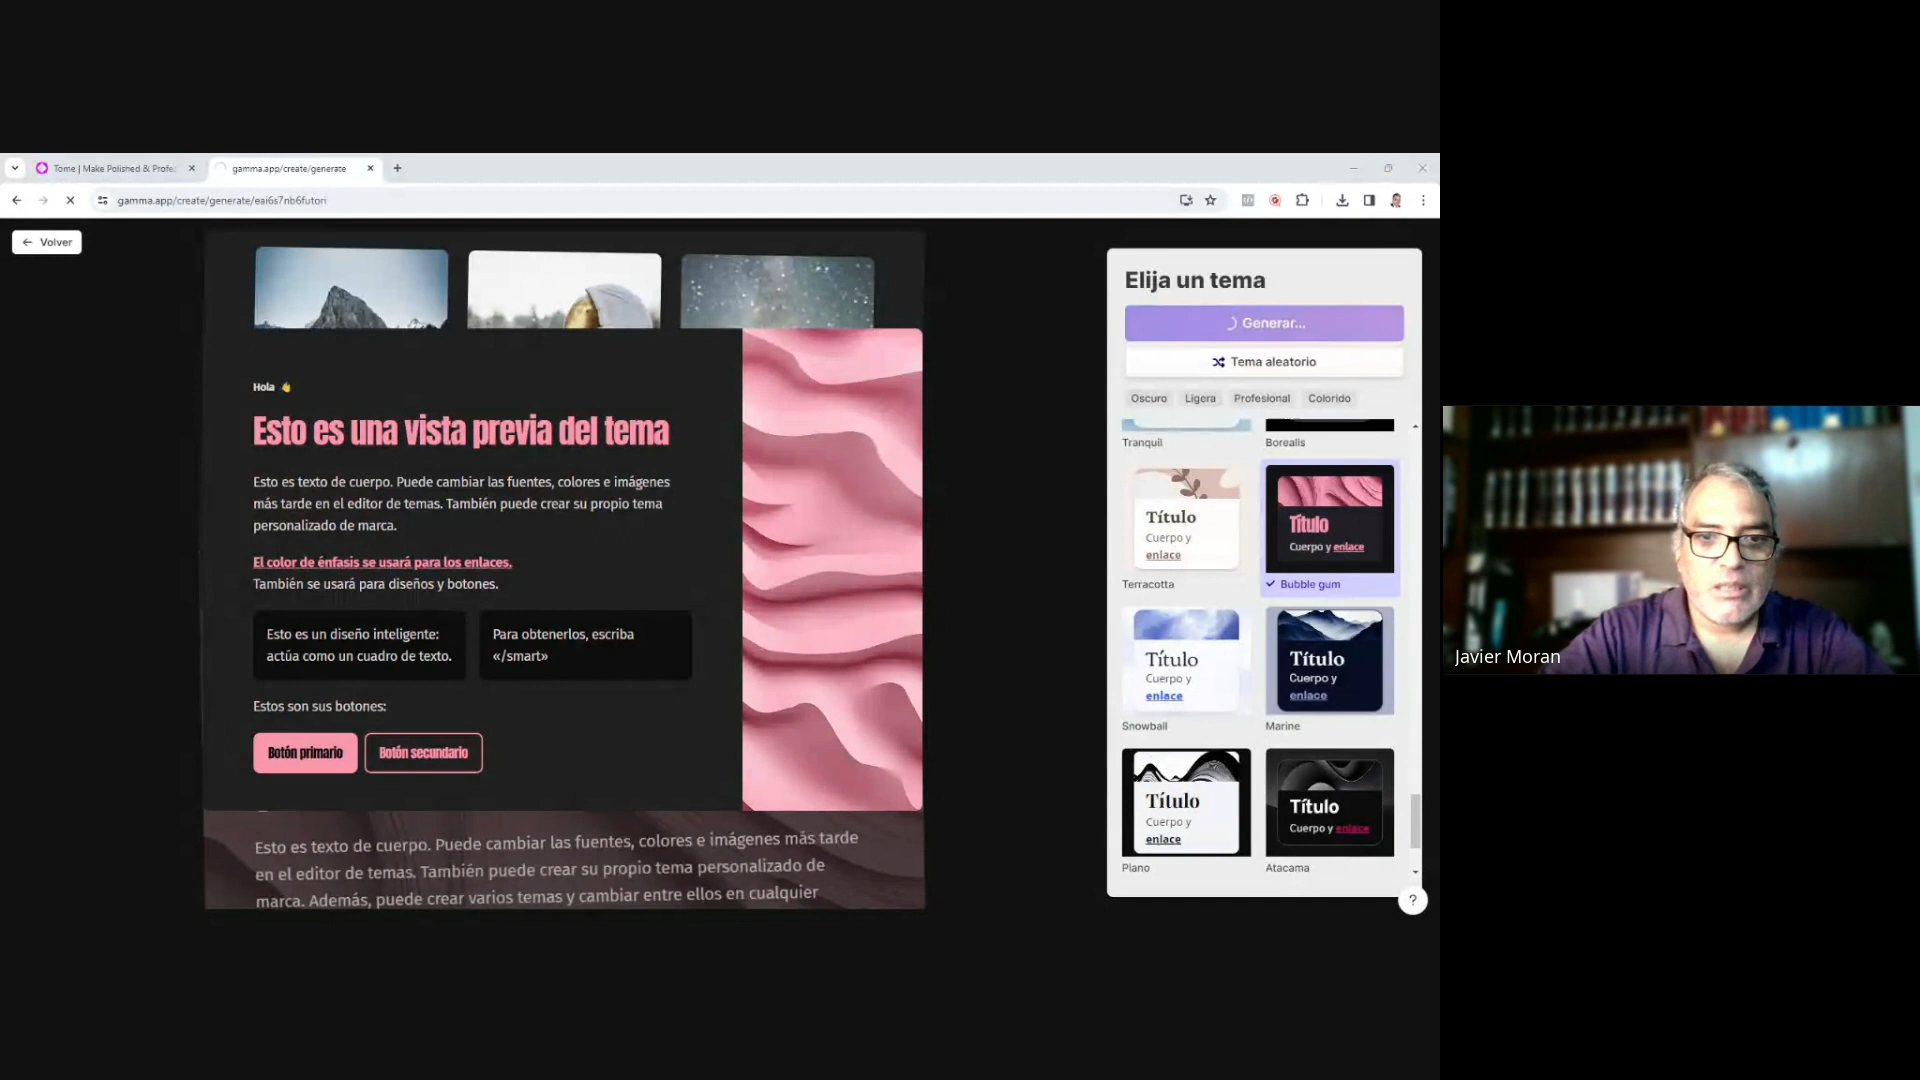 Tome | Make Polished & Profe
gamma.app/create/generate
gamma.app/create/generate/eai6s7nb6futori
Volver
Hola
Esto es una vista previa del tema
Esto es texto de cuerpo. Puede cambiar las fuentes, colores e imágenes
más tarde en el editor de temas. También puede crear su propio tema
personalizado de marca.
El color de énfasis se usará para los enlaces.
También se usará para diseños y botones.
Esto es un diseño inteligente:
actúa como un cuadro de texto.
Para obtenerlos, escriba
«/smart»
Estos son sus botones:
Botón primario
Botón secundario
Esto es texto de cuerpo. Puede cambiar las fuentes, colores e imágenes más tarde
en el editor de temas. También puede crear su propio tema personalizado de
marca. Además, puede crear varios temas y cambiar entre ellos en cualquier
Elija un tema
Generar...
Tema aleatorio
Oscuro Ligera Profesional Colorido
Tranquil
Borealis
Título
Cuerpo y
enlace
Terracotta
Título
Cuerpo y enlace
Bubble gum
Título
Cuerpo y
enlace
Snowball
Título
Cuerpo y
enlace
Marine
Título
Cuerpo y
enlace
Piano
Título
Cuerpo y enlace
Atacama
?
Javier Moran